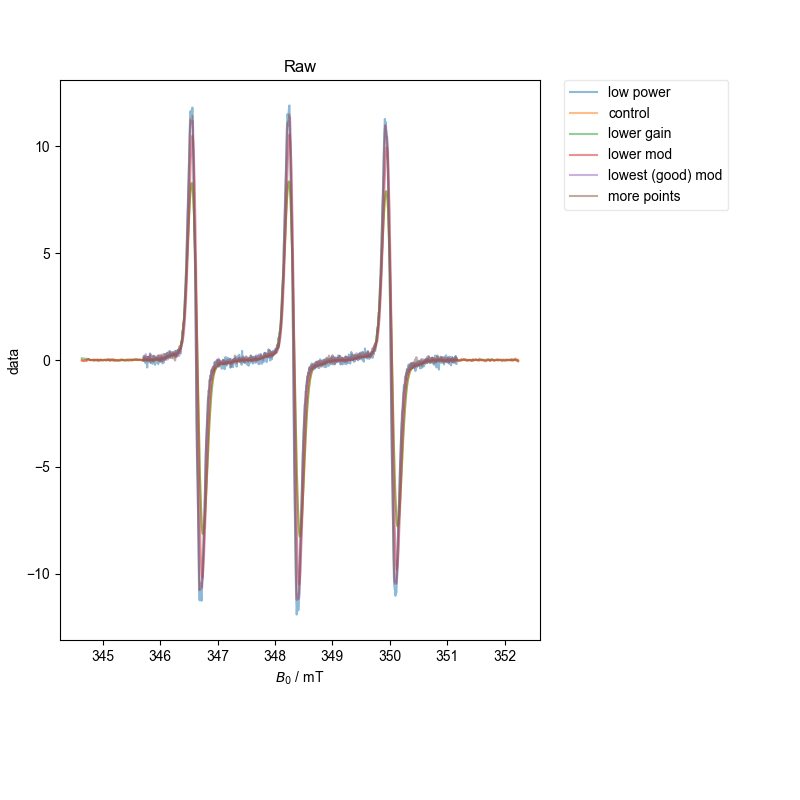 Raw
low power
control
lower gain
lower mod
lowest (good) mod
more points
data
10
5
0
−5
−10
345 346 347 348 349 350 351 352
B₀ / mT